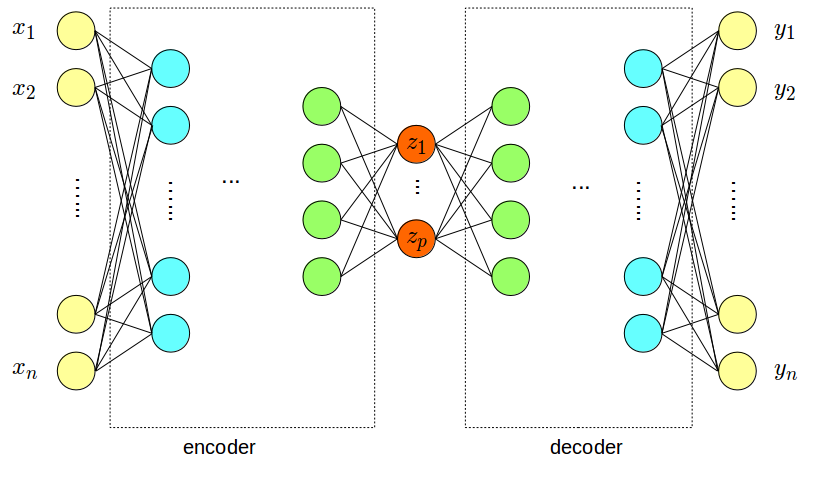 x₁
x₂
xₙ
...
z₁
zₚ
...
y₁
y₂
yₙ
encoder
decoder